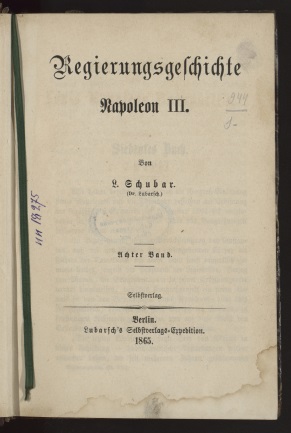 Regierungsgeschichte
Napoleon III.
Von
L. Schubar.
(Dr. Lubarsch.)
Achter Band.
Selbstverlag.
Berlin.
Lubarsch's Selbstverlags-Expedition.
1865.